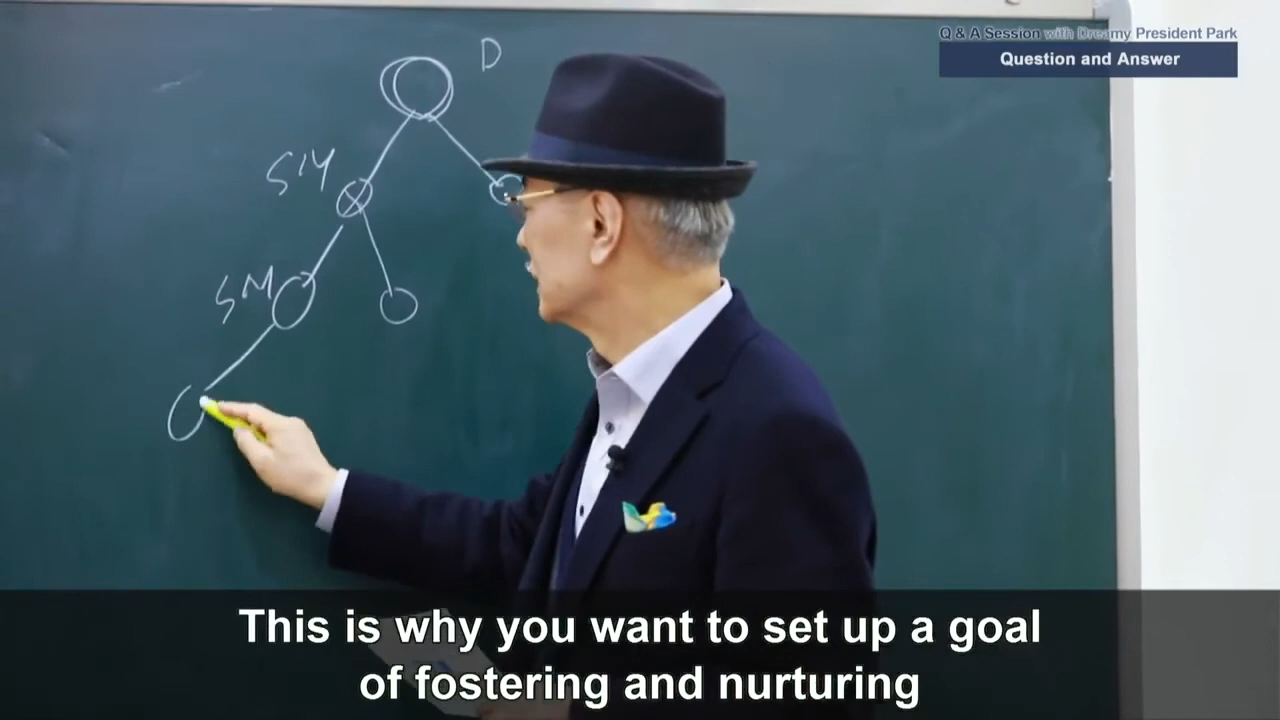 Q & A Session with Dreamy President Park
Question and Answer
D
SM
SM
This is why you want to set up a goal
of fostering and nurturing